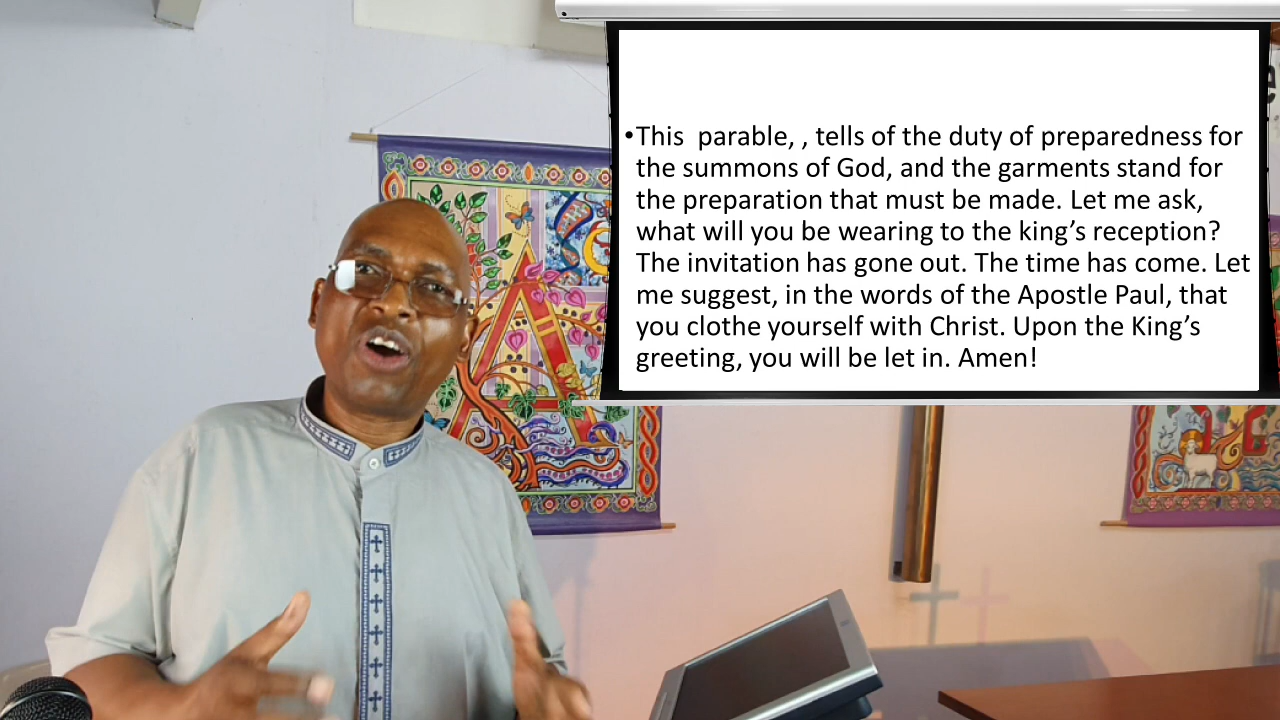 •This  parable, , tells of the duty of preparedness for
the summons of God, and the garments stand for
the preparation that must be made. Let me ask,
what will you be wearing to the king’s reception?
The invitation has gone out. The time has come. Let
me suggest, in the words of the Apostle Paul, that
you clothe yourself with Christ. Upon the King’s
greeting, you will be let in. Amen!